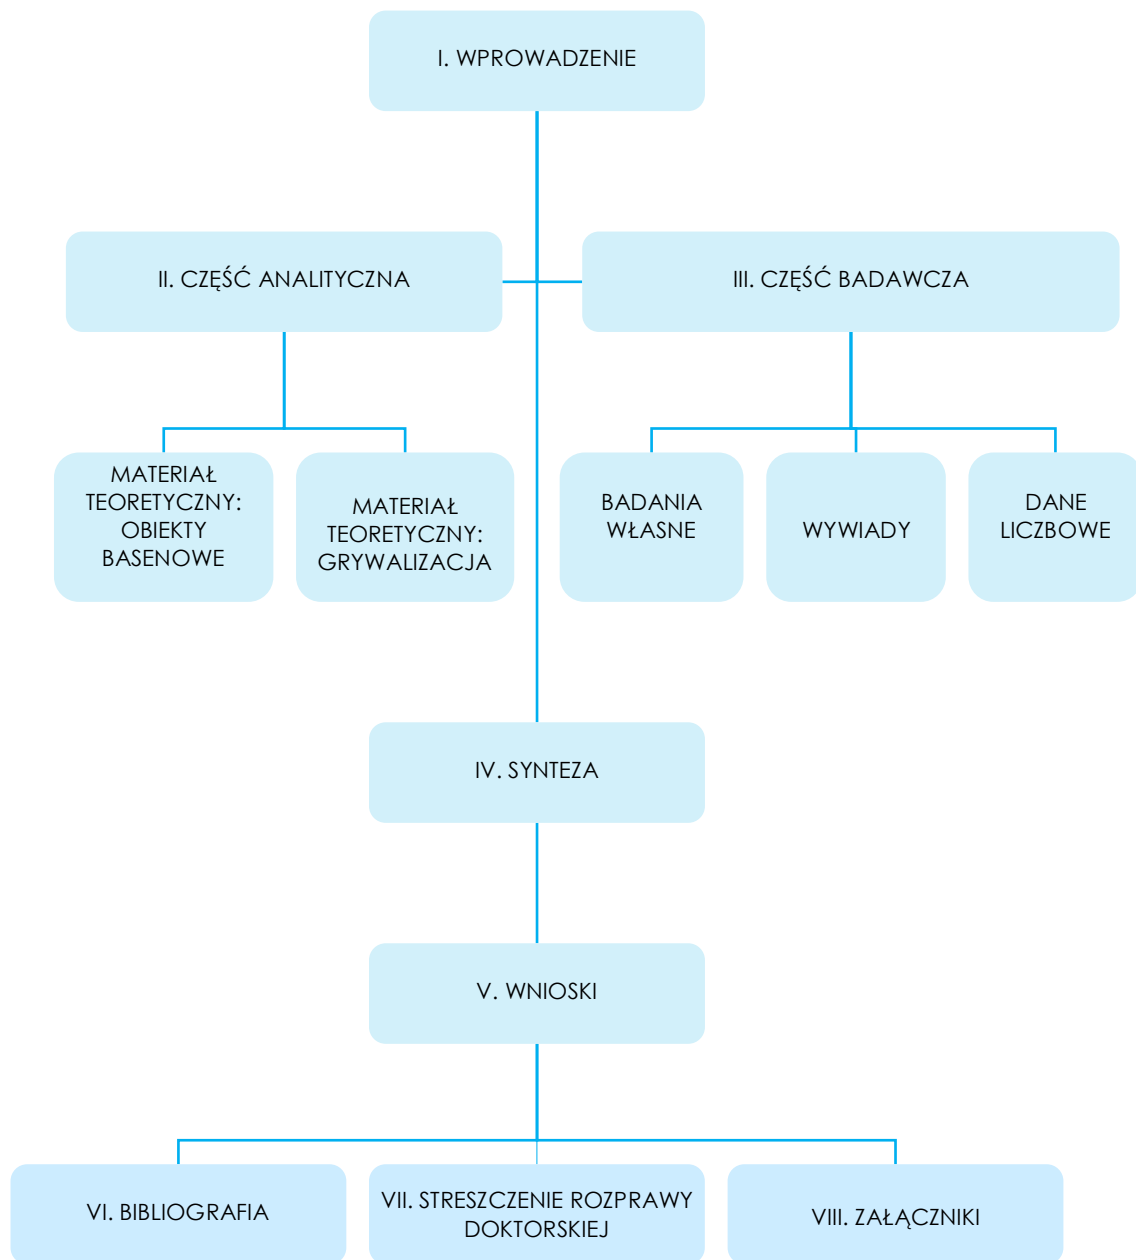 I. WPROWADZENIE
II. CZĘŚĆ ANALITYCZNA
III. CZĘŚĆ BADAWCZA
MATERIAŁ
TEORETYCZNY:
OBIEKTY
BASENOWE
MATERIAŁ
TEORETYCZNY:
GRYWALIZACJA
BADANIA
WŁASNE
WYWIADY
DANE
LICZBOWE
IV. SYNTEZA
V. WNIOSKI
VI. BIBLIOGRAFIA
VII. STRESZCZENIE ROZPRAWY
DOKTORSKIEJ
VIII. ZAŁĄCZNIKI